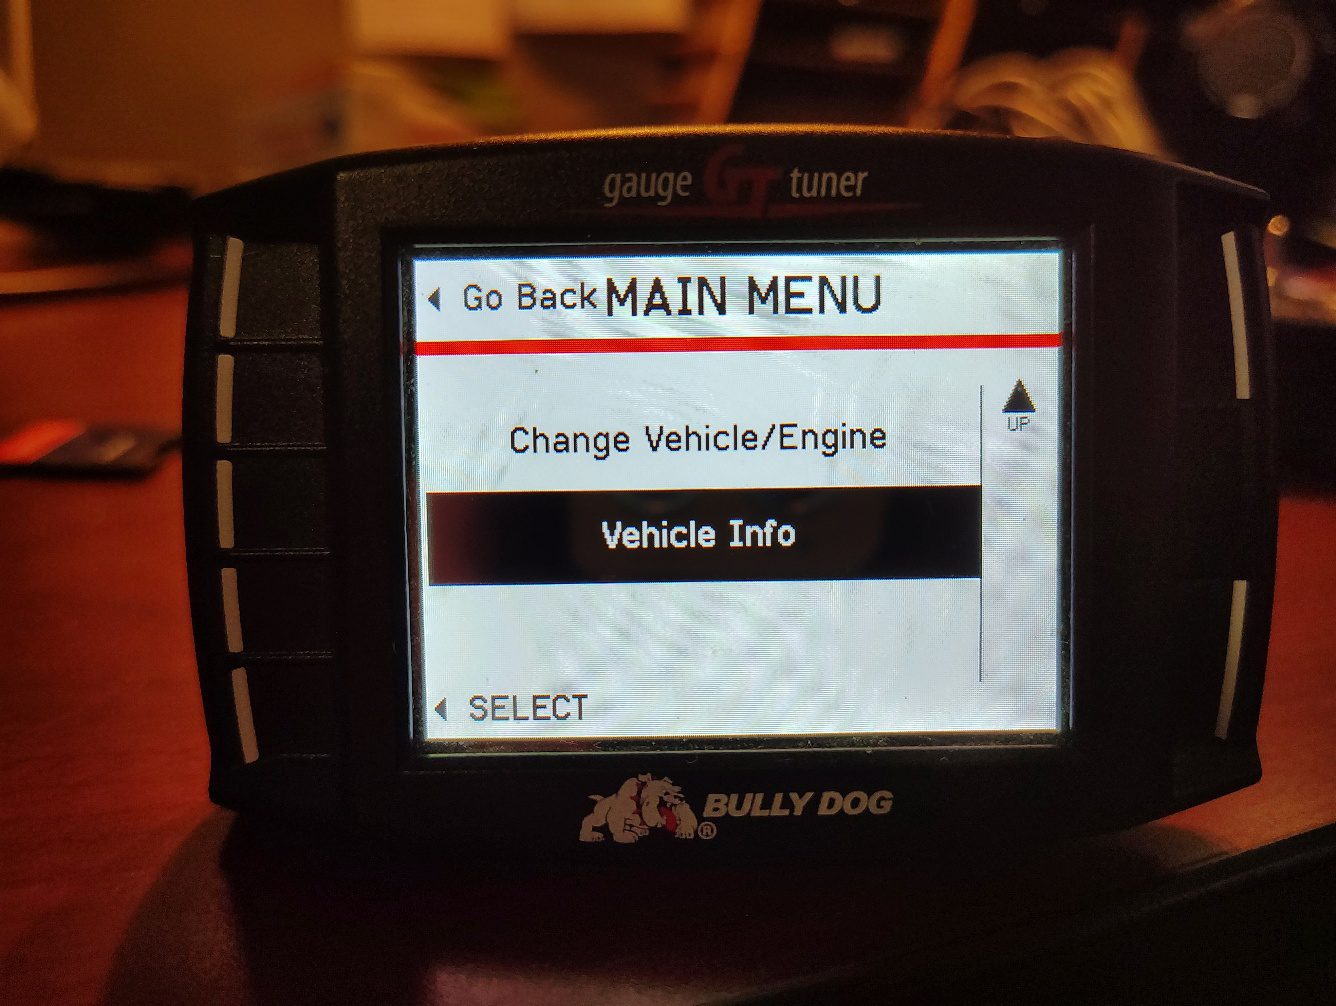 gauge GT tuner
Go Back MAIN MENU
Change Vehicle/Engine
UP
Vehicle Info
SELECT
BULLY DOG®